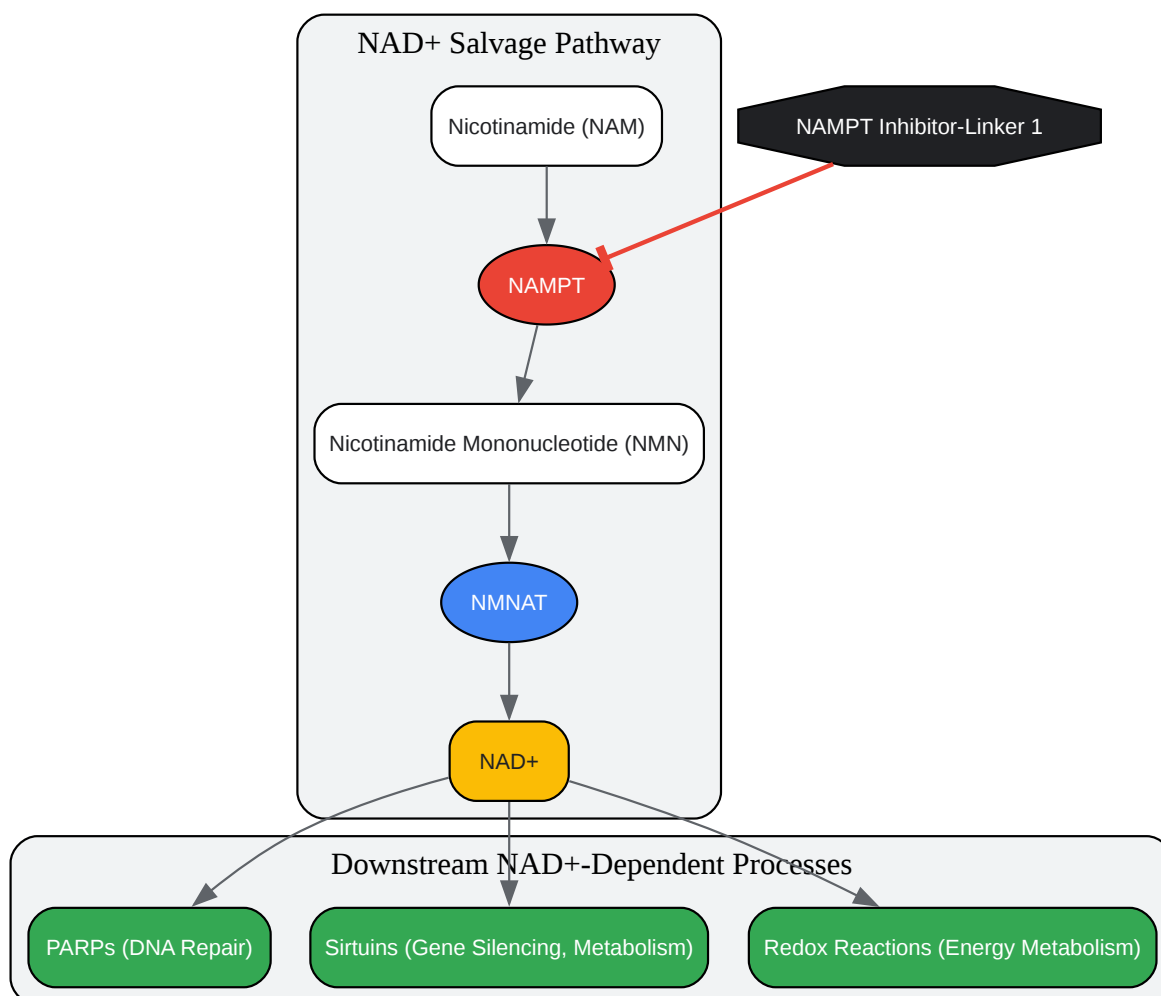 NAD+ Salvage Pathway
Nicotinamide (NAM)
NAMPT Inhibitor-Linker 1
NAMPT
Nicotinamide Mononucleotide (NMN)
NMNAT
NAD+
Downstream NAD+-Dependent Processes
PARPs (DNA Repair)
Sirtuins (Gene Silencing, Metabolism)
Redox Reactions (Energy Metabolism)